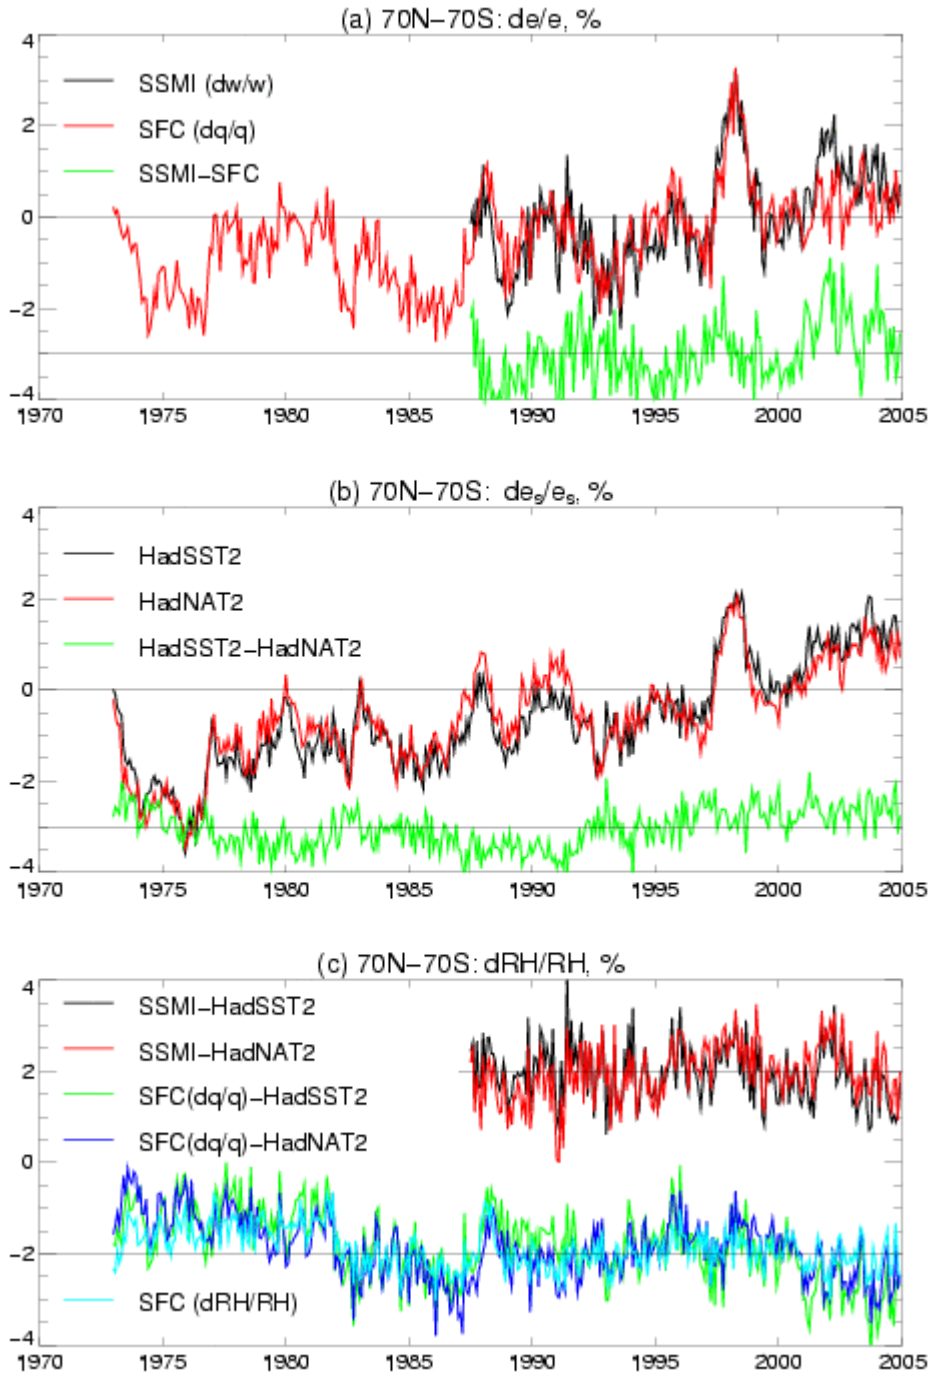 (a) 70N–70S: de/e, %
4
SSMI (dw/w)
SFC (dq/q)
2
SSMI–SFC
0
–2
–4
1970 1975 1980 1985 1990 1995 2000 2005
(b) 70N–70S: deₛ/eₛ, %
4
HadSST2
2
HadNAT2
HadSST2–HadNAT2
0
–2
–4
1970 1975 1980 1985 1990 1995 2000 2005
(c) 70N–70S: dRH/RH, %
4
SSMI–HadSST2
SSMI–HadNAT2
2
SFC(dq/q)–HadSST2
SFC(dq/q)–HadNAT2
0
–2
SFC (dRH/RH)
–4
1970 1975 1980 1985 1990 1995 2000 2005